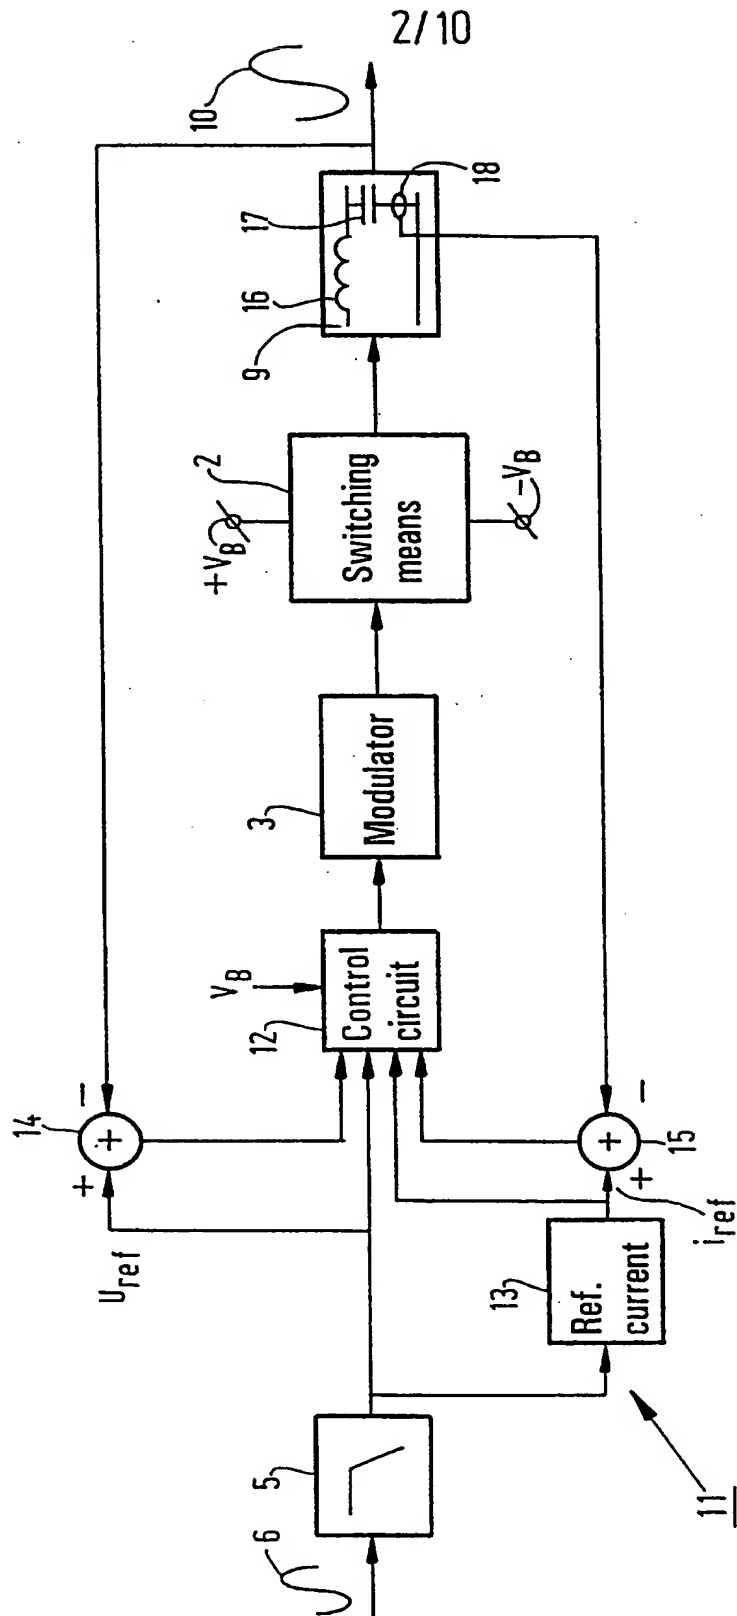 2/10
6
5
U_ref
14
+
-
+
V_B
12
Control
circuit
3
Modulator
+V_B
2
Switching
means
-V_B
9
16
17
18
10
13
Ref.
current
i_ref
+
-
+
15
11